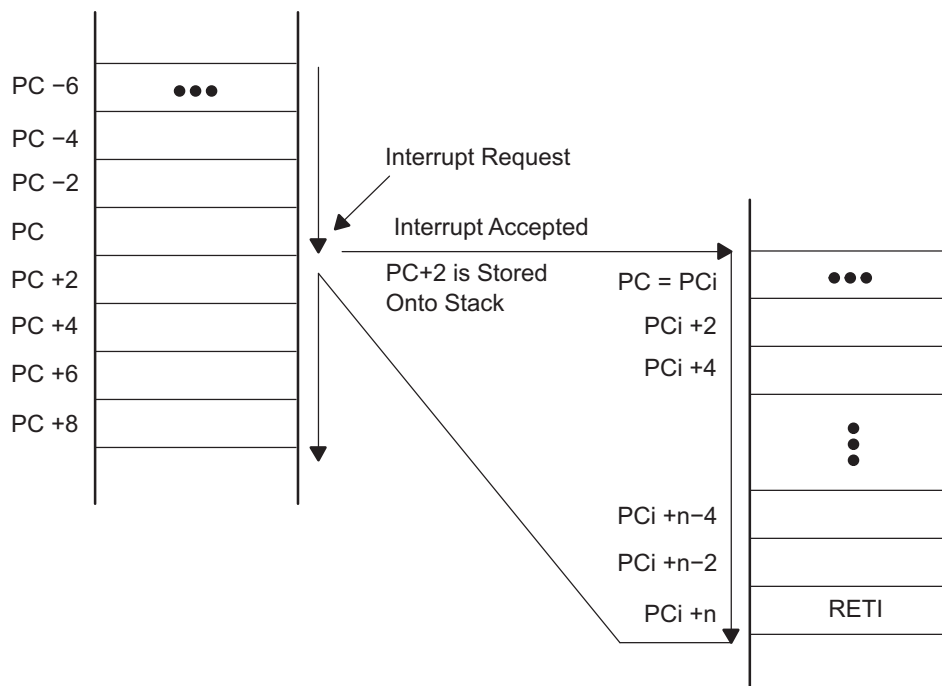 PC −6
PC −4
PC −2
PC
PC +2
PC +4
PC +6
PC +8
Interrupt Request
Interrupt Accepted
PC+2 is Stored
Onto Stack
PC = PCi
PCi +2
PCi +4
PCi +n−4
PCi +n−2
PCi +n
RETI